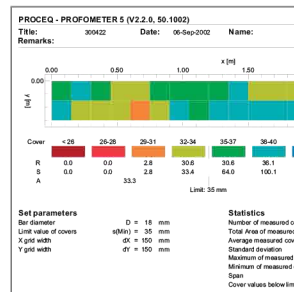 PROCEQ - PROFOMETER 5 (V2.2.0, 50.1002)
Title: 300422 Date: 06-Sep-2002 Name:
Remarks:
x [m]
0.00 0.50 1.00 1.50
0.00
y [m]
Cover <26 26-28 29-31 32-34 35-37 38-40
R 0.0 0.0 2.8 30.6 30.6 36.1
S 0.0 0.0 2.8 33.4 64.0 100.1
A 33.3
Limit: 35 mm
Set parameters
Bar diameter D = 18 mm
Limit value of covers s(Min) = 35 mm
X grid width dX = 150 mm
Y grid width dY = 150 mm
Statistics
Number of measured
Total Area of measured
Average measured
Standard deviation
Maximum of measured
Minimum of measured
Span
Cover values below